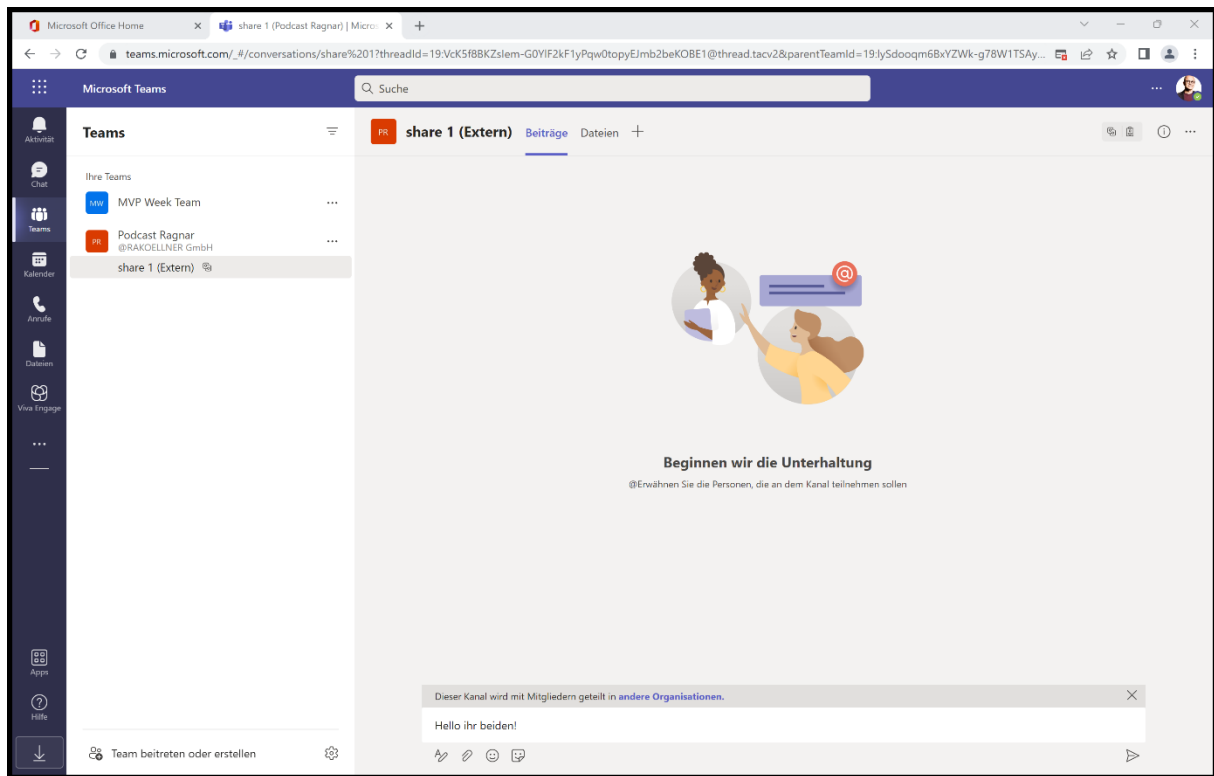 Microsoft Office Home
share 1 (Podcast Ragnar) | Micro
teams.microsoft.com/_#/conversations/share%201?threadId=19:VcK5f8BKZslem-G0YlF2kF1yPqw0topyEJmb2beKOBE1@thread.tacv2&parentTeamId=19:lySdooqm6BxYZWk-g78W1TSAy...
Microsoft Teams
Suche
Aktivität
Chat
Teams
Kalender
Anrufe
Dateien
Viva Engage
Apps
Hilfe
Teams
Ihre Teams
MW MVP Week Team
PR Podcast Ragnar
@RAKOELLNER GmbH
share 1 (Extern)
Team beitreten oder erstellen
PR share 1 (Extern) Beiträge Dateien
@
Beginnen wir die Unterhaltung
@Erwähnen Sie die Personen, die an dem Kanal teilnehmen sollen
Dieser Kanal wird mit Mitgliedern geteilt in andere Organisationen.
Hello ihr beiden!